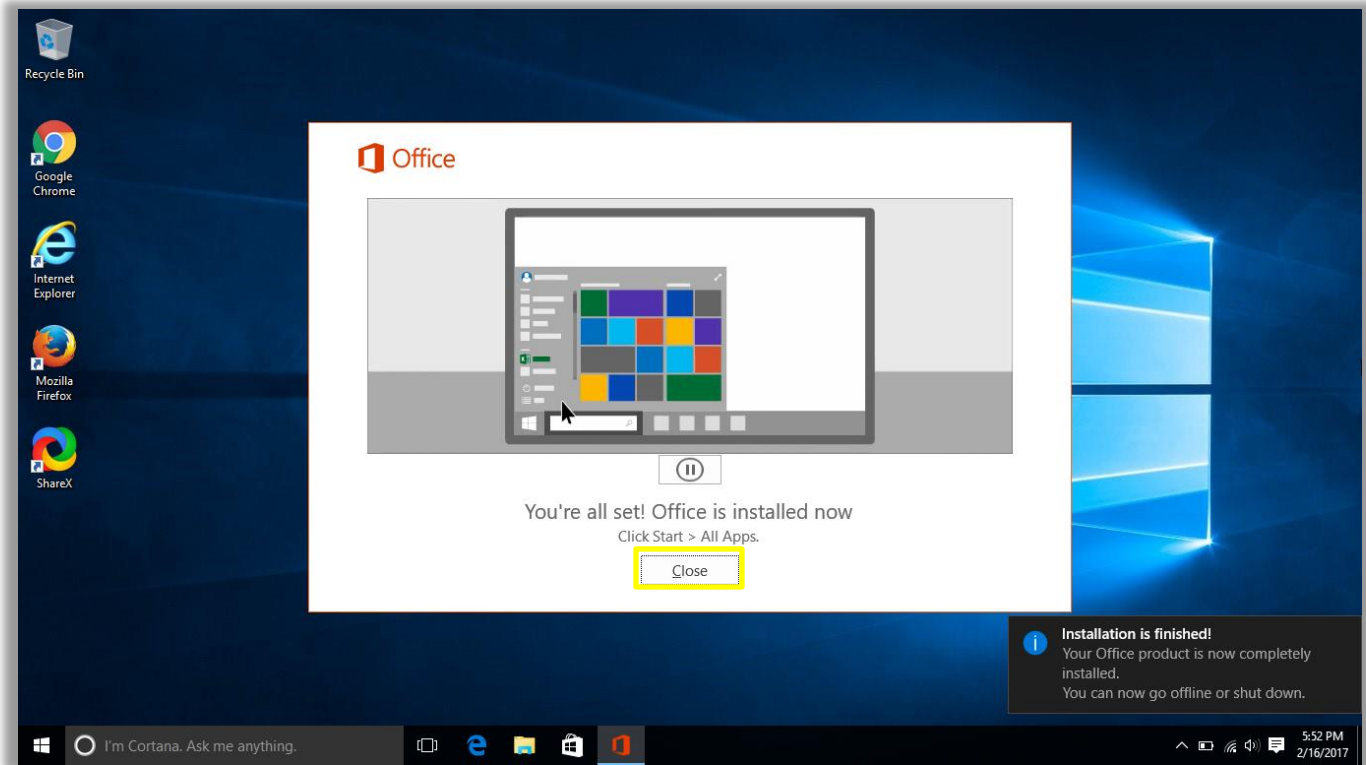 Recycle Bin
Google
Chrome
Internet
Explorer
Mozilla
Firefox
ShareX
Office
You're all set! Office is installed now
Click Start > All Apps.
Close
Installation is finished!
Your Office product is now completely
installed.
You can now go offline or shut down.
I'm Cortana. Ask me anything.
5:52 PM
2/16/2017